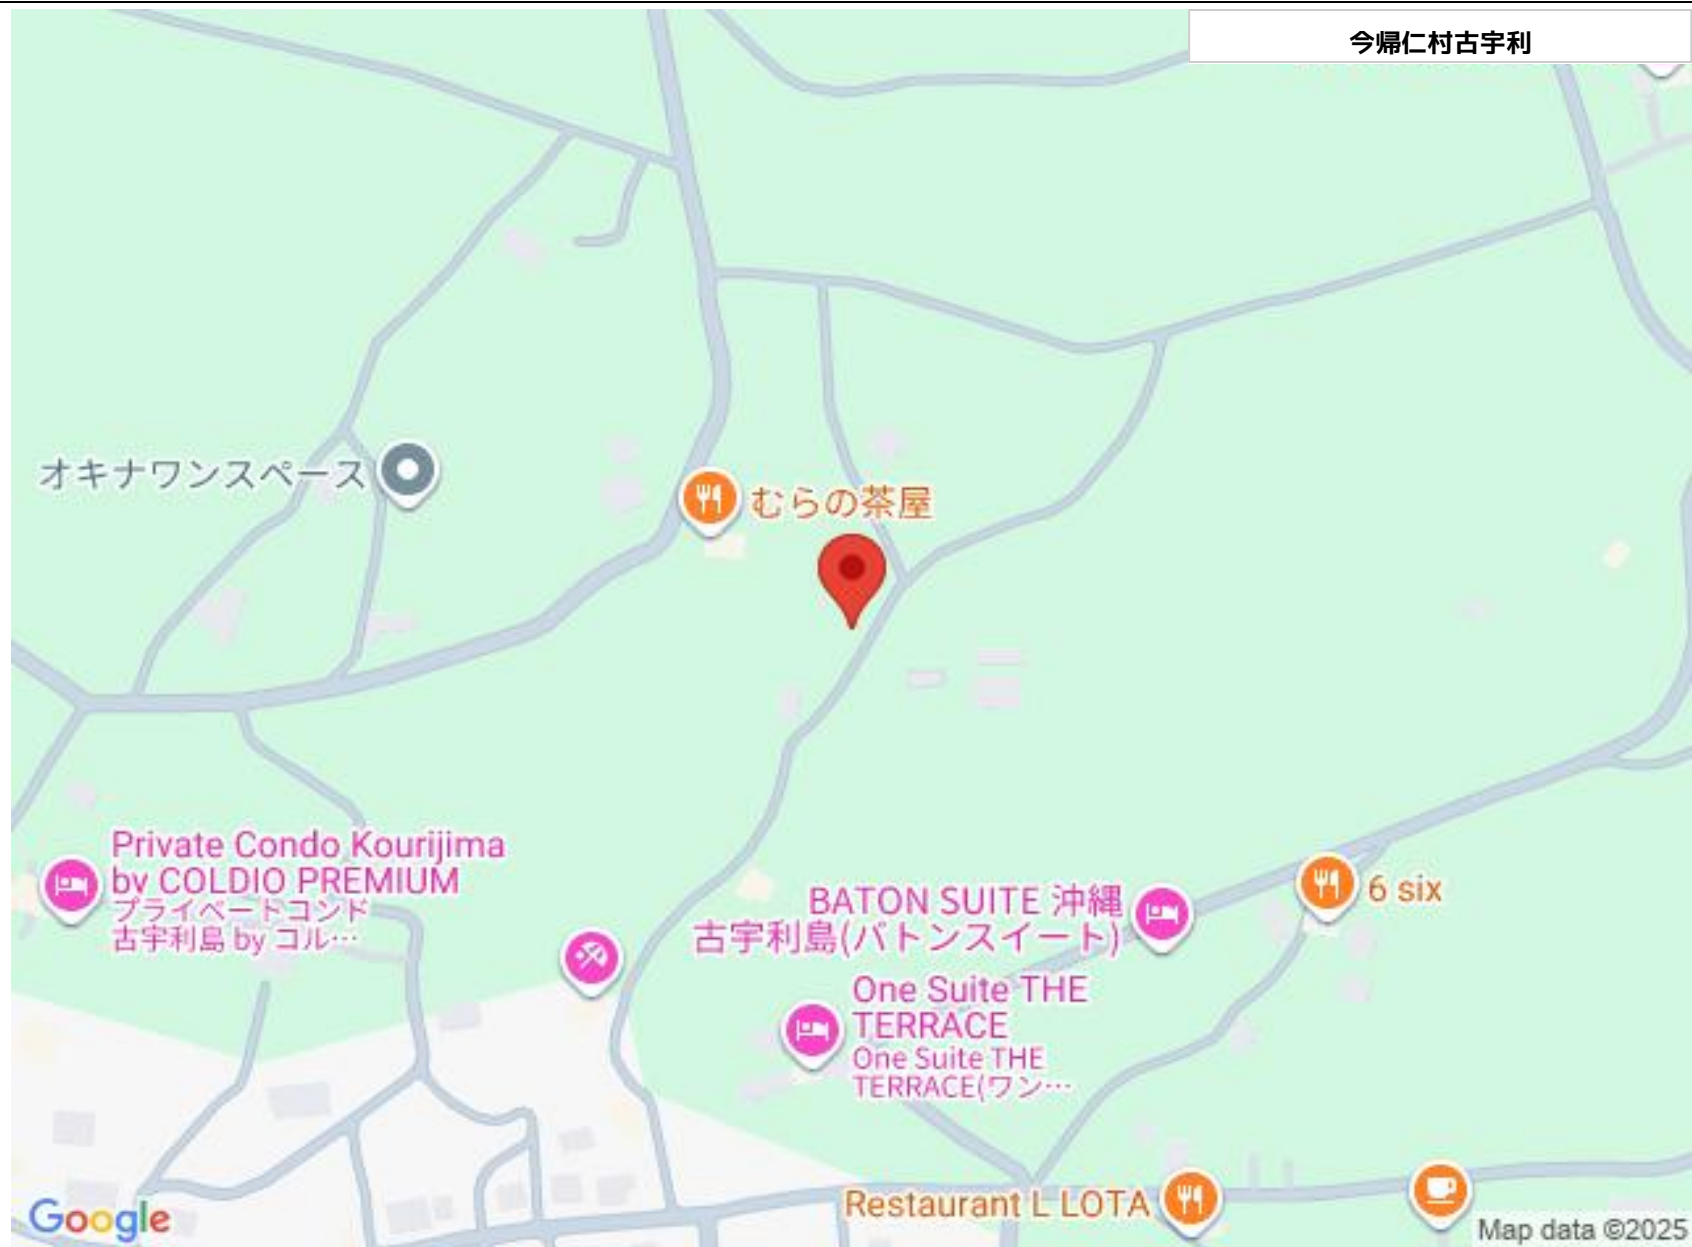 今帰仁村古宇利
オキナワンスペース
むらの茶屋
Private Condo Kourijima
by COLDIO PREMIUM
プライベートコンド
古宇利島 by コル…
BATON SUITE 沖縄
古宇利島(バトンスイート)
6 six
One Suite THE
TERRACE
One Suite THE
TERRACE(ワン…
Restaurant L LOTA
Google
Map data ©2025